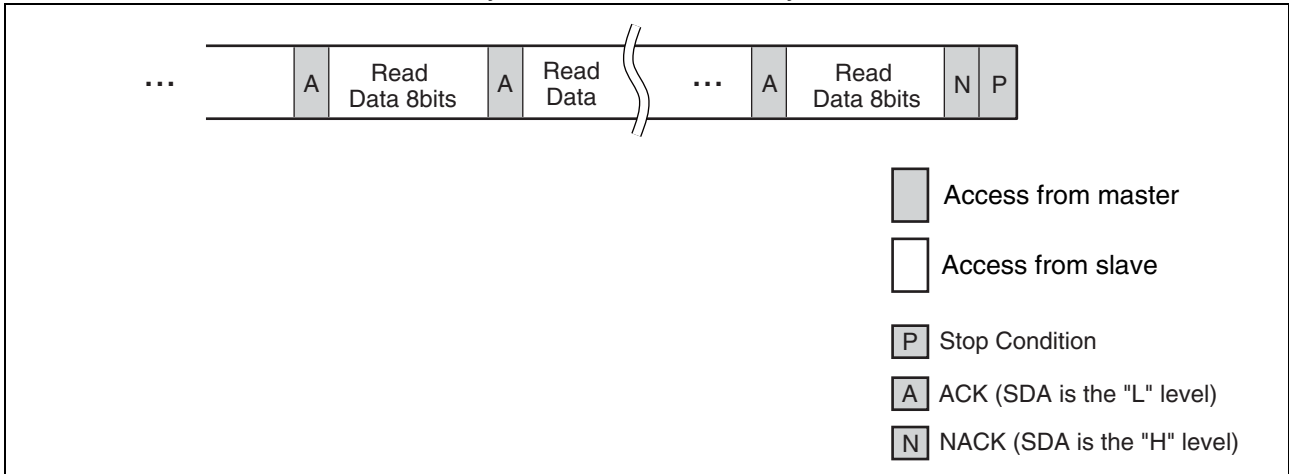 ... A Read Data 8bits A Read Data ... A Read Data 8bits N P
Access from master
Access from slave
P Stop Condition
A ACK (SDA is the "L" level)
N NACK (SDA is the "H" level)